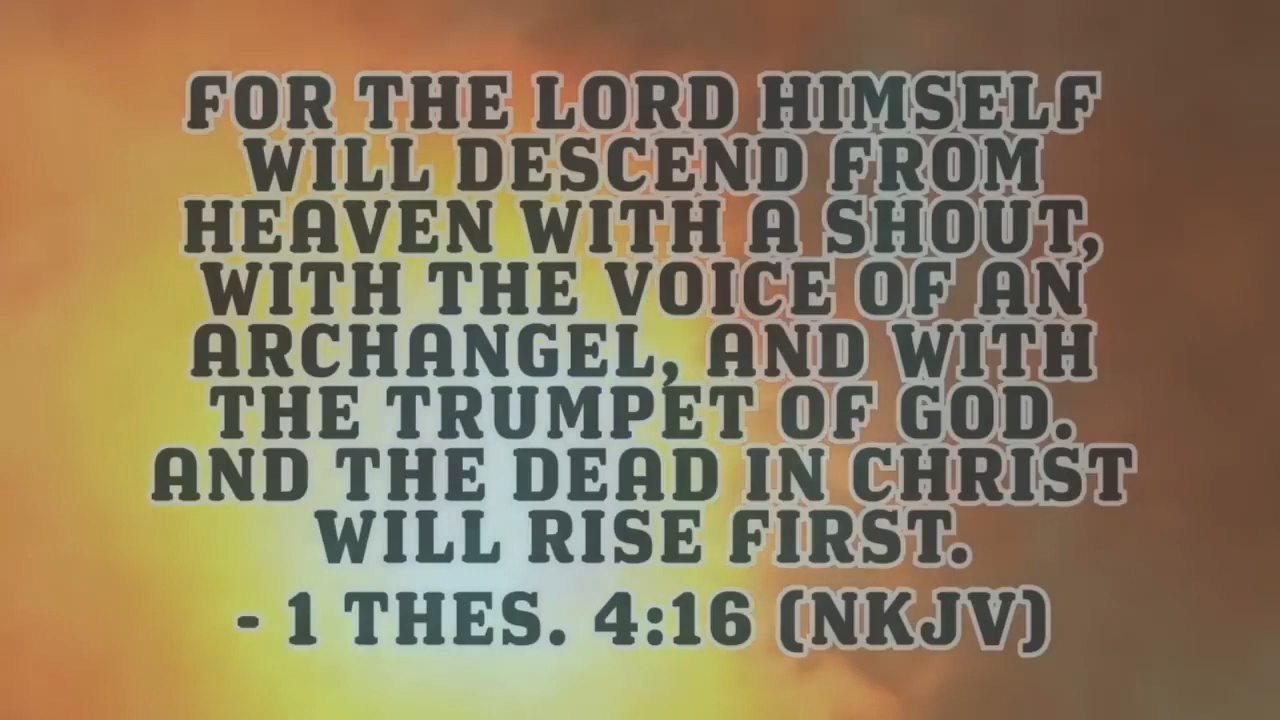 FOR THE LORD HIMSELF
WILL DESCEND FROM
HEAVEN WITH A SHOUT,
WITH THE VOICE OF AN
ARCHANGEL, AND WITH
THE TRUMPET OF GOD.
AND THE DEAD IN CHRIST
WILL RISE FIRST.
- 1 THES. 4:16 (NKJV)